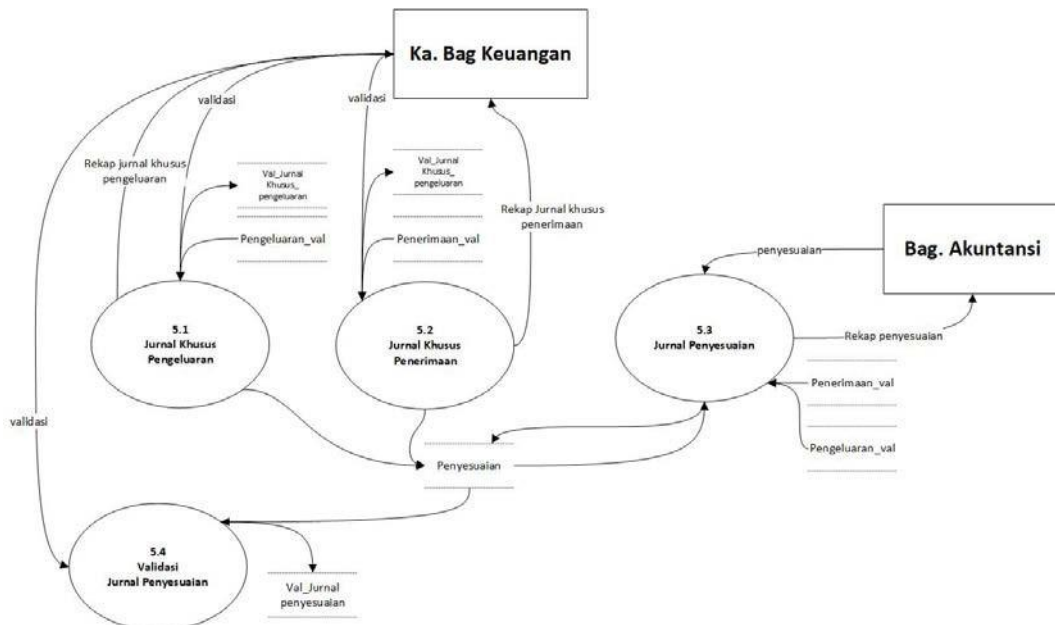 Ka. Bag Keuangan
validasi
validasi
Rekap jurnal khusus
pengeluaran
Val_Jurnal
Khusus_
pengeluaran
Val_Jurnal
Khusus_
pengeluaran
Rekap Jurnal khusus
penerimaan
Pengeluaran_val
Penerimaan_val
penyesuaian
Bag. Akuntansi
5.1
Jurnal Khusus
Pengeluaran
5.2
Jurnal Khusus
Penerimaan
5.3
Jurnal Penyesuaian
Rekap penyesuaian
Penerimaan_val
validasi
Pengeluaran_val
Penyesuaian
5.4
Validasi
Jurnal Penyesuaian
Val_Jurnal
penyesuaian